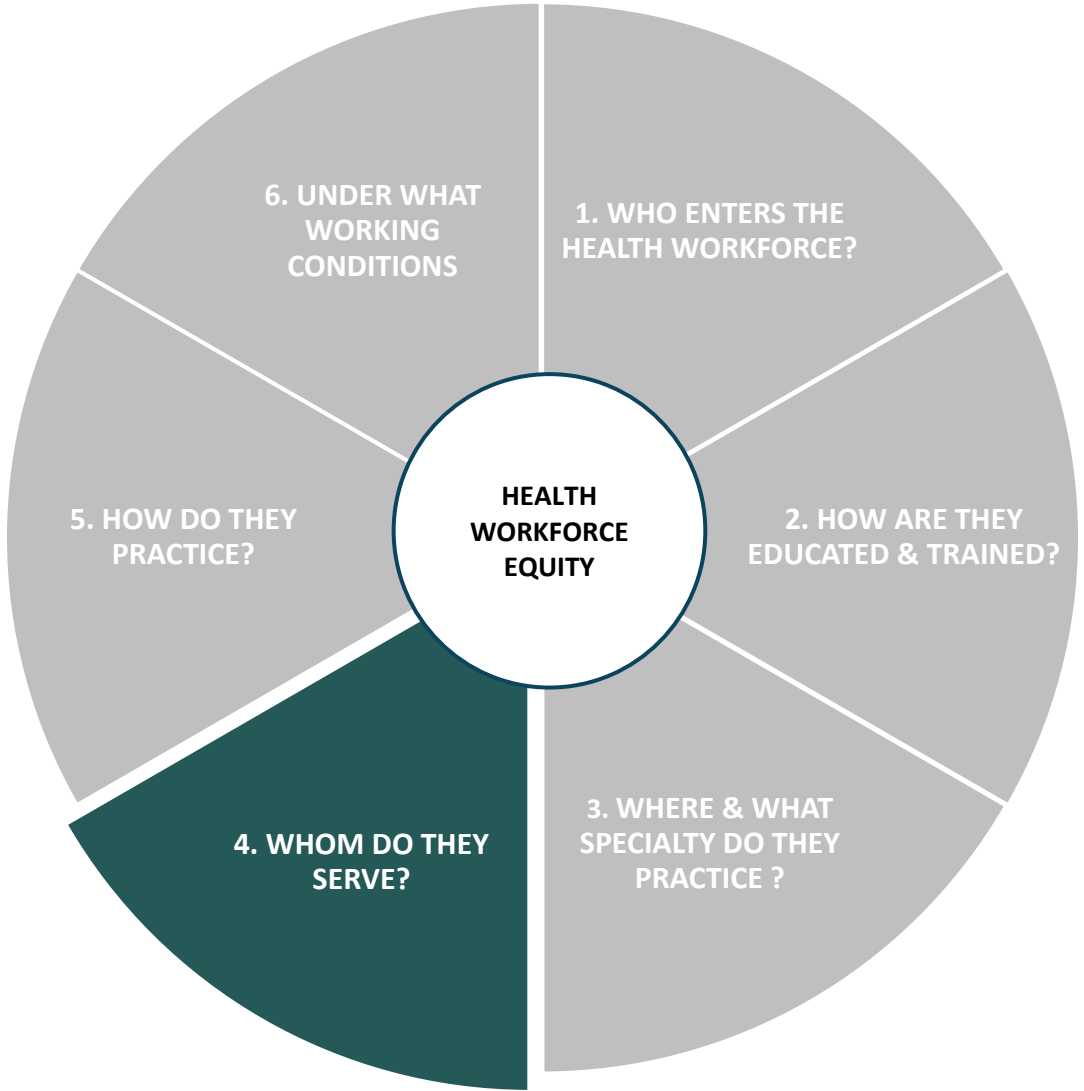 6. UNDER WHAT
WORKING
CONDITIONS
1. WHO ENTERS THE
HEALTH WORKFORCE?
5. HOW DO THEY
PRACTICE?
HEALTH
WORKFORCE
EQUITY
2. HOW ARE THEY
EDUCATED & TRAINED?
4. WHOM DO THEY
SERVE?
3. WHERE & WHAT
SPECIALTY DO THEY
PRACTICE ?